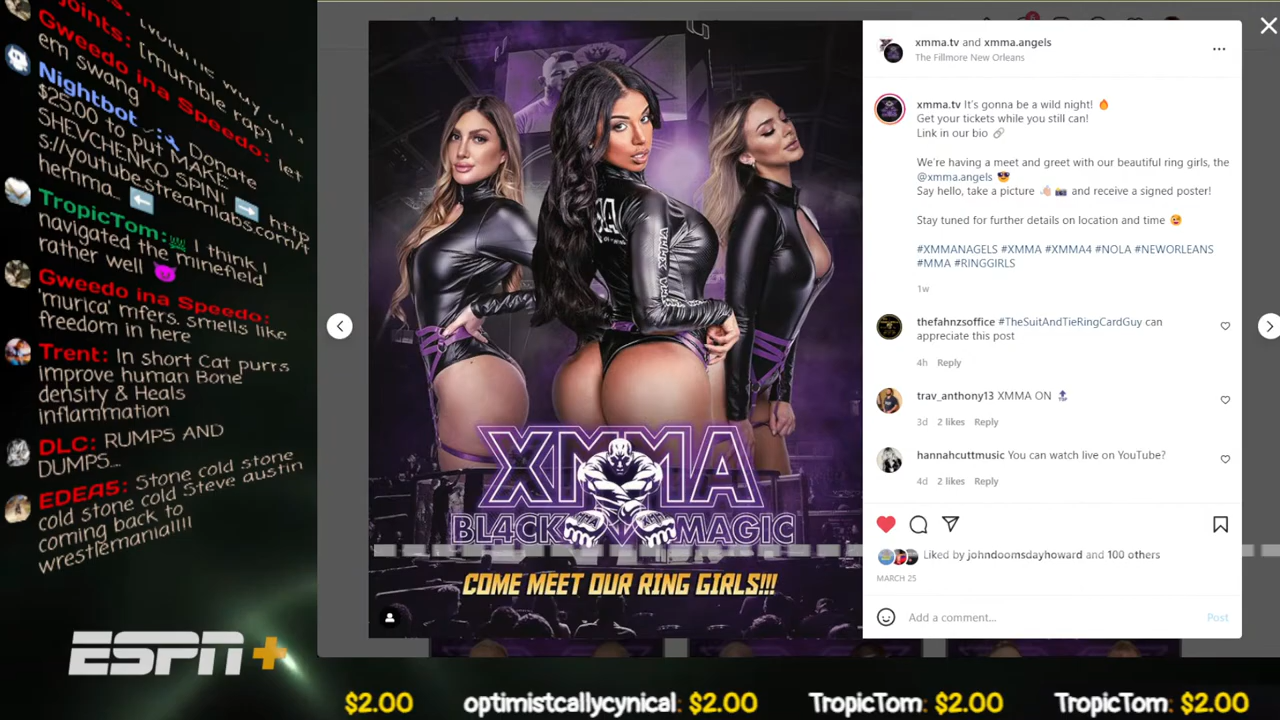 joints: [mumble rap]
Gweedo ina Speedo: let
em swang
Nightbot: Donate
$25.00 to put MAKE
SHEVCHENKO SPIN! http
s://youtube.streamlabs.com/t
hemma...
TropicTom: I think I
navigated the minefield
rather well
Gweedo ina Speedo:
'murica' mfers. smells like
freedom in here
Trent: In short Cat purrs
improve human Bone
density & Heals
inflammation
DLC: RUMPS AND
DUMPS...
EDEA5: Stone cold stone
cold stone cold Steve austin
coming back to
wrestlemania!!!!
ESPN+
XMMA
BL4CK MAGIC
COME MEET OUR RING GIRLS!!!
xmma.tv and xmma.angels
The Fillmore New Orleans
xmma.tv It's gonna be a wild night!
Get your tickets while you still can!
Link in our bio
We're having a meet and greet with our beautiful ring girls, the
@xmma.angels
Say hello, take a picture and receive a signed poster!
Stay tuned for further details on location and time
#XMMANAGELS #XMMA #XMMA4 #NOLA #NEWORLEANS
#MMA #RINGGIRLS
1w
thefahnzsoffice #TheSuitAndTieRingCardGuy can
appreciate this post
4h Reply
trav_anthony13 XMMA ON
3d 2 likes Reply
hannahcuttmusic You can watch live on YouTube?
4d 2 likes Reply
Liked by johndoomsdayhoward and 100 others
MARCH 25
Add a comment...
Post
$2.00 optimistcallycynical: $2.00 TropicTom: $2.00 TropicTom: $2.00